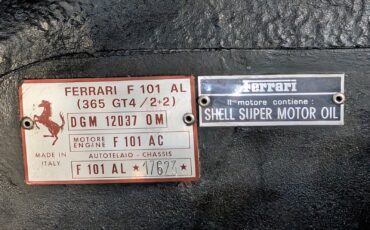 FERRARI F 101 AL
(365 GT4/2+2)
DGM 12037 OM
MOTORE
ENGINE F 101 AC
MADE IN
ITALY
AUTOTELAIO - CHASSIS
F 101 AL ★17623★
Ferrari
Il motore contiene :
SHELL SUPER MOTOR OIL